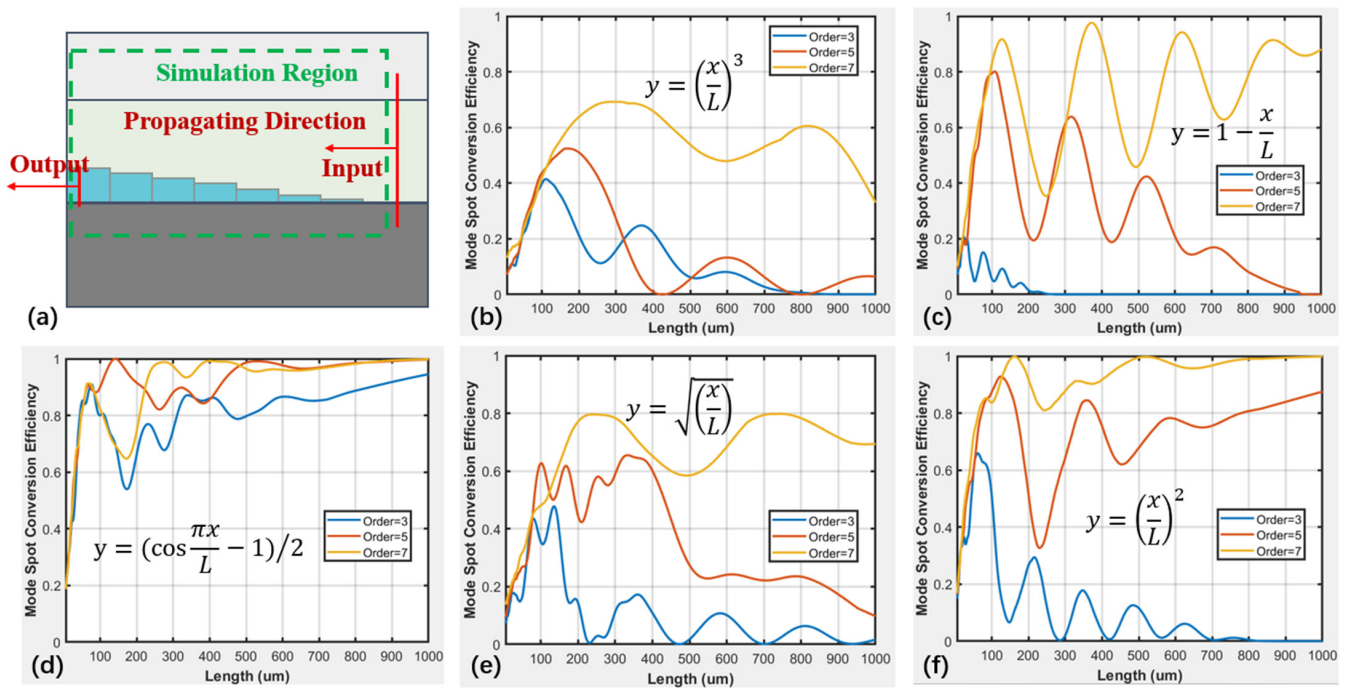 Simulation Region
Propagating Direction
Output
Input
(a)
Mode Spot Conversion Efficiency
1
0.8
0.6
0.4
0.2
0
y = (x/L)^3
Order=3
Order=5
Order=7
100 200 300 400 500 600 700 800 900 1000
Length (um)
(b)
Mode Spot Conversion Efficiency
1
0.8
0.6
0.4
0.2
0
y = 1 − x/L
Order=3
Order=5
Order=7
100 200 300 400 500 600 700 800 900 1000
Length (um)
(c)
Mode Spot Conversion Efficiency
1
0.8
0.6
0.4
0.2
0
y = (cos πx/L − 1)/2
Order=3
Order=5
Order=7
100 200 300 400 500 600 700 800 900 1000
Length (um)
(d)
Mode Spot Conversion Efficiency
1
0.8
0.6
0.4
0.2
0
y = √(x/L)
Order=3
Order=5
Order=7
100 200 300 400 500 600 700 800 900 1000
Length (um)
(e)
Mode Spot Conversion Efficiency
1
0.8
0.6
0.4
0.2
0
y = (x/L)^2
Order=3
Order=5
Order=7
100 200 300 400 500 600 700 800 900 1000
Length (um)
(f)